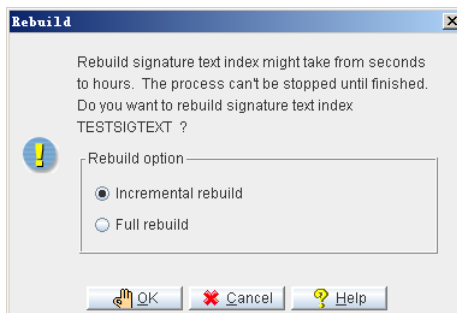 Rebuild
Rebuild signature text index might take from seconds
to hours. The process can't be stopped until finished.
Do you want to rebuild signature text index
TESTSIGTEXT ?
Rebuild option
Incremental rebuild
Full rebuild
OK Cancel Help